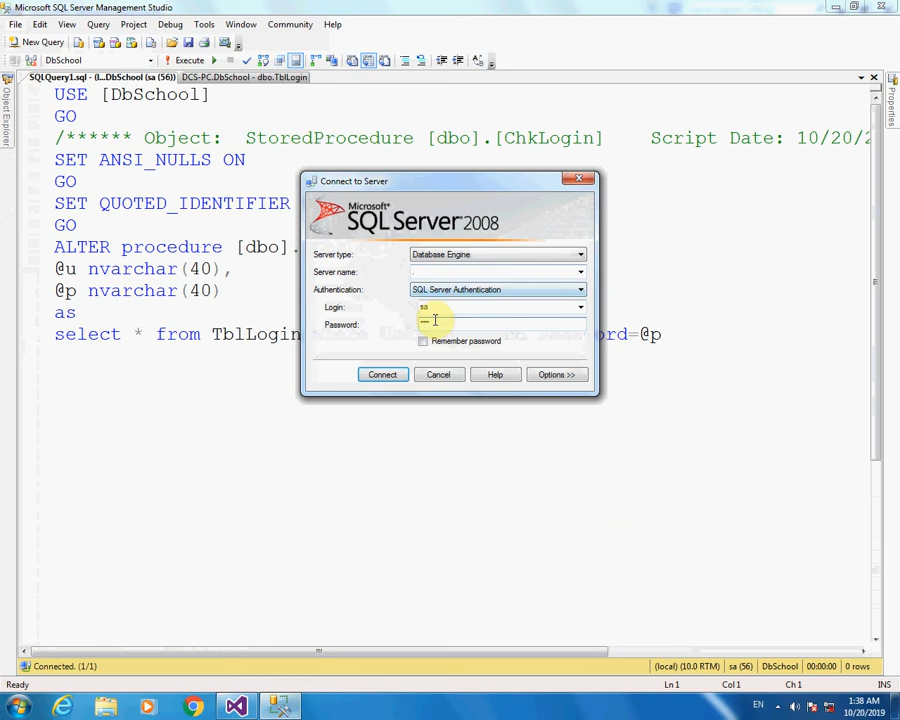 Microsoft SQL Server Management Studio
File Edit View Query Project Debug Tools Window Community Help
New Query
DbSchool Execute
SQLQuery1.sql - (l...DbSchool (sa (56)) DCS-PC.DbSchool - dbo.TblLogin
Object Explorer
Properties
USE [DbSchool]
GO
/****** Object: StoredProcedure [dbo].[ChkLogin] Script Date: 10/20/2
SET ANSI_NULLS ON
GO
SET QUOTED_IDENTIFIER
GO
ALTER procedure [dbo].
@u nvarchar(40),
@p nvarchar(40)
as
select * from TblLogin
=@p
Connect to Server
Microsoft
SQL Server 2008
Server type: Database Engine
Server name: .
Authentication: SQL Server Authentication
Login: sa
Password:
Remember password
Connect Cancel Help Options >>
Connected. (1/1) (local) (10.0 RTM) sa (56) DbSchool 00:00:00 0 rows
Ready Ln 1 Col 1 Ch 1 INS
EN 1:38 AM
10/20/2019